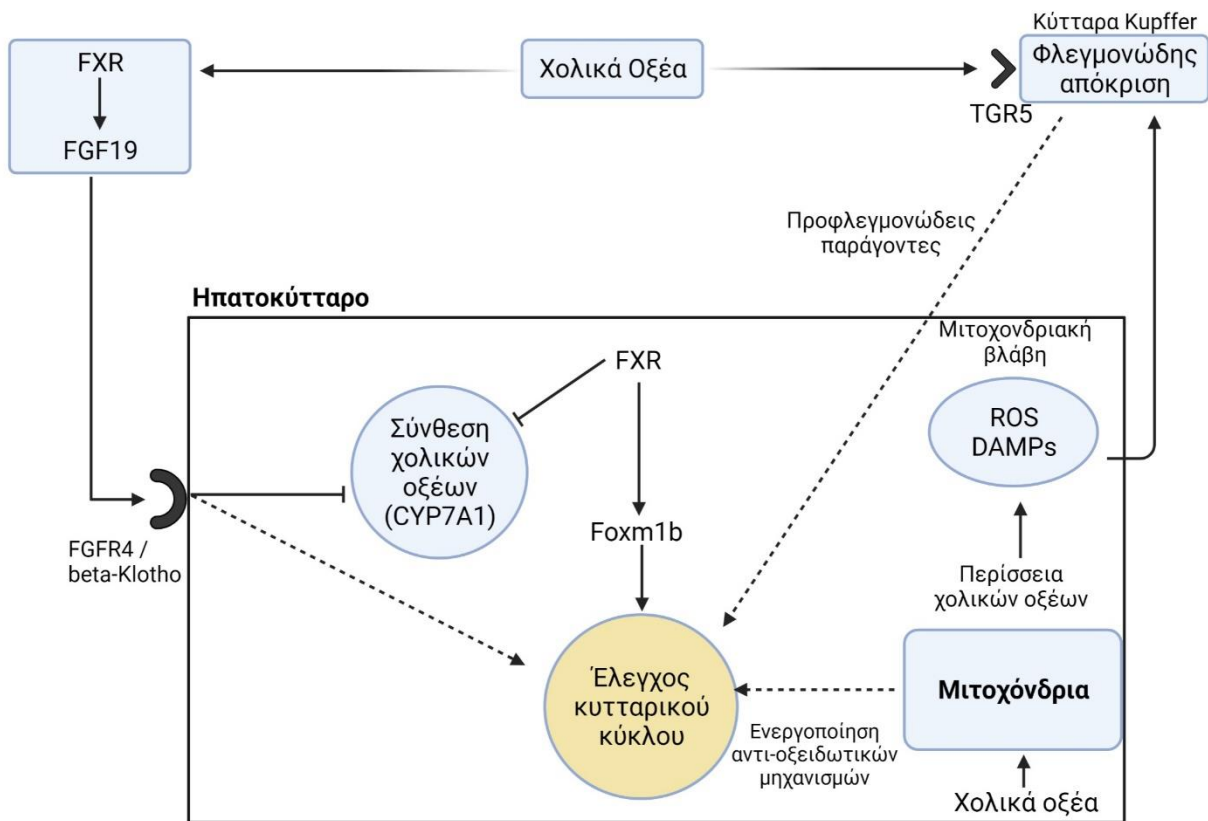 Κύτταρα Kupffer
FXR
FGF19
Χολικά Οξέα
Φλεγμονώδης
απόκριση
TGR5
Προφλεγμονώδεις
παράγοντες
Ηπατοκύτταρο
Μιτοχονδριακή
βλάβη
FXR
Σύνθεση
χολικών
οξέων
(CYP7A1)
ROS
DAMPs
FGFR4 /
beta-Klotho
Foxm1b
Περίσσεια
χολικών οξέων
Έλεγχος
κυτταρικού
κύκλου
Μιτοχόνδρια
Ενεργοποίηση
αντι-οξειδωτικών
μηχανισμών
Χολικά οξέα